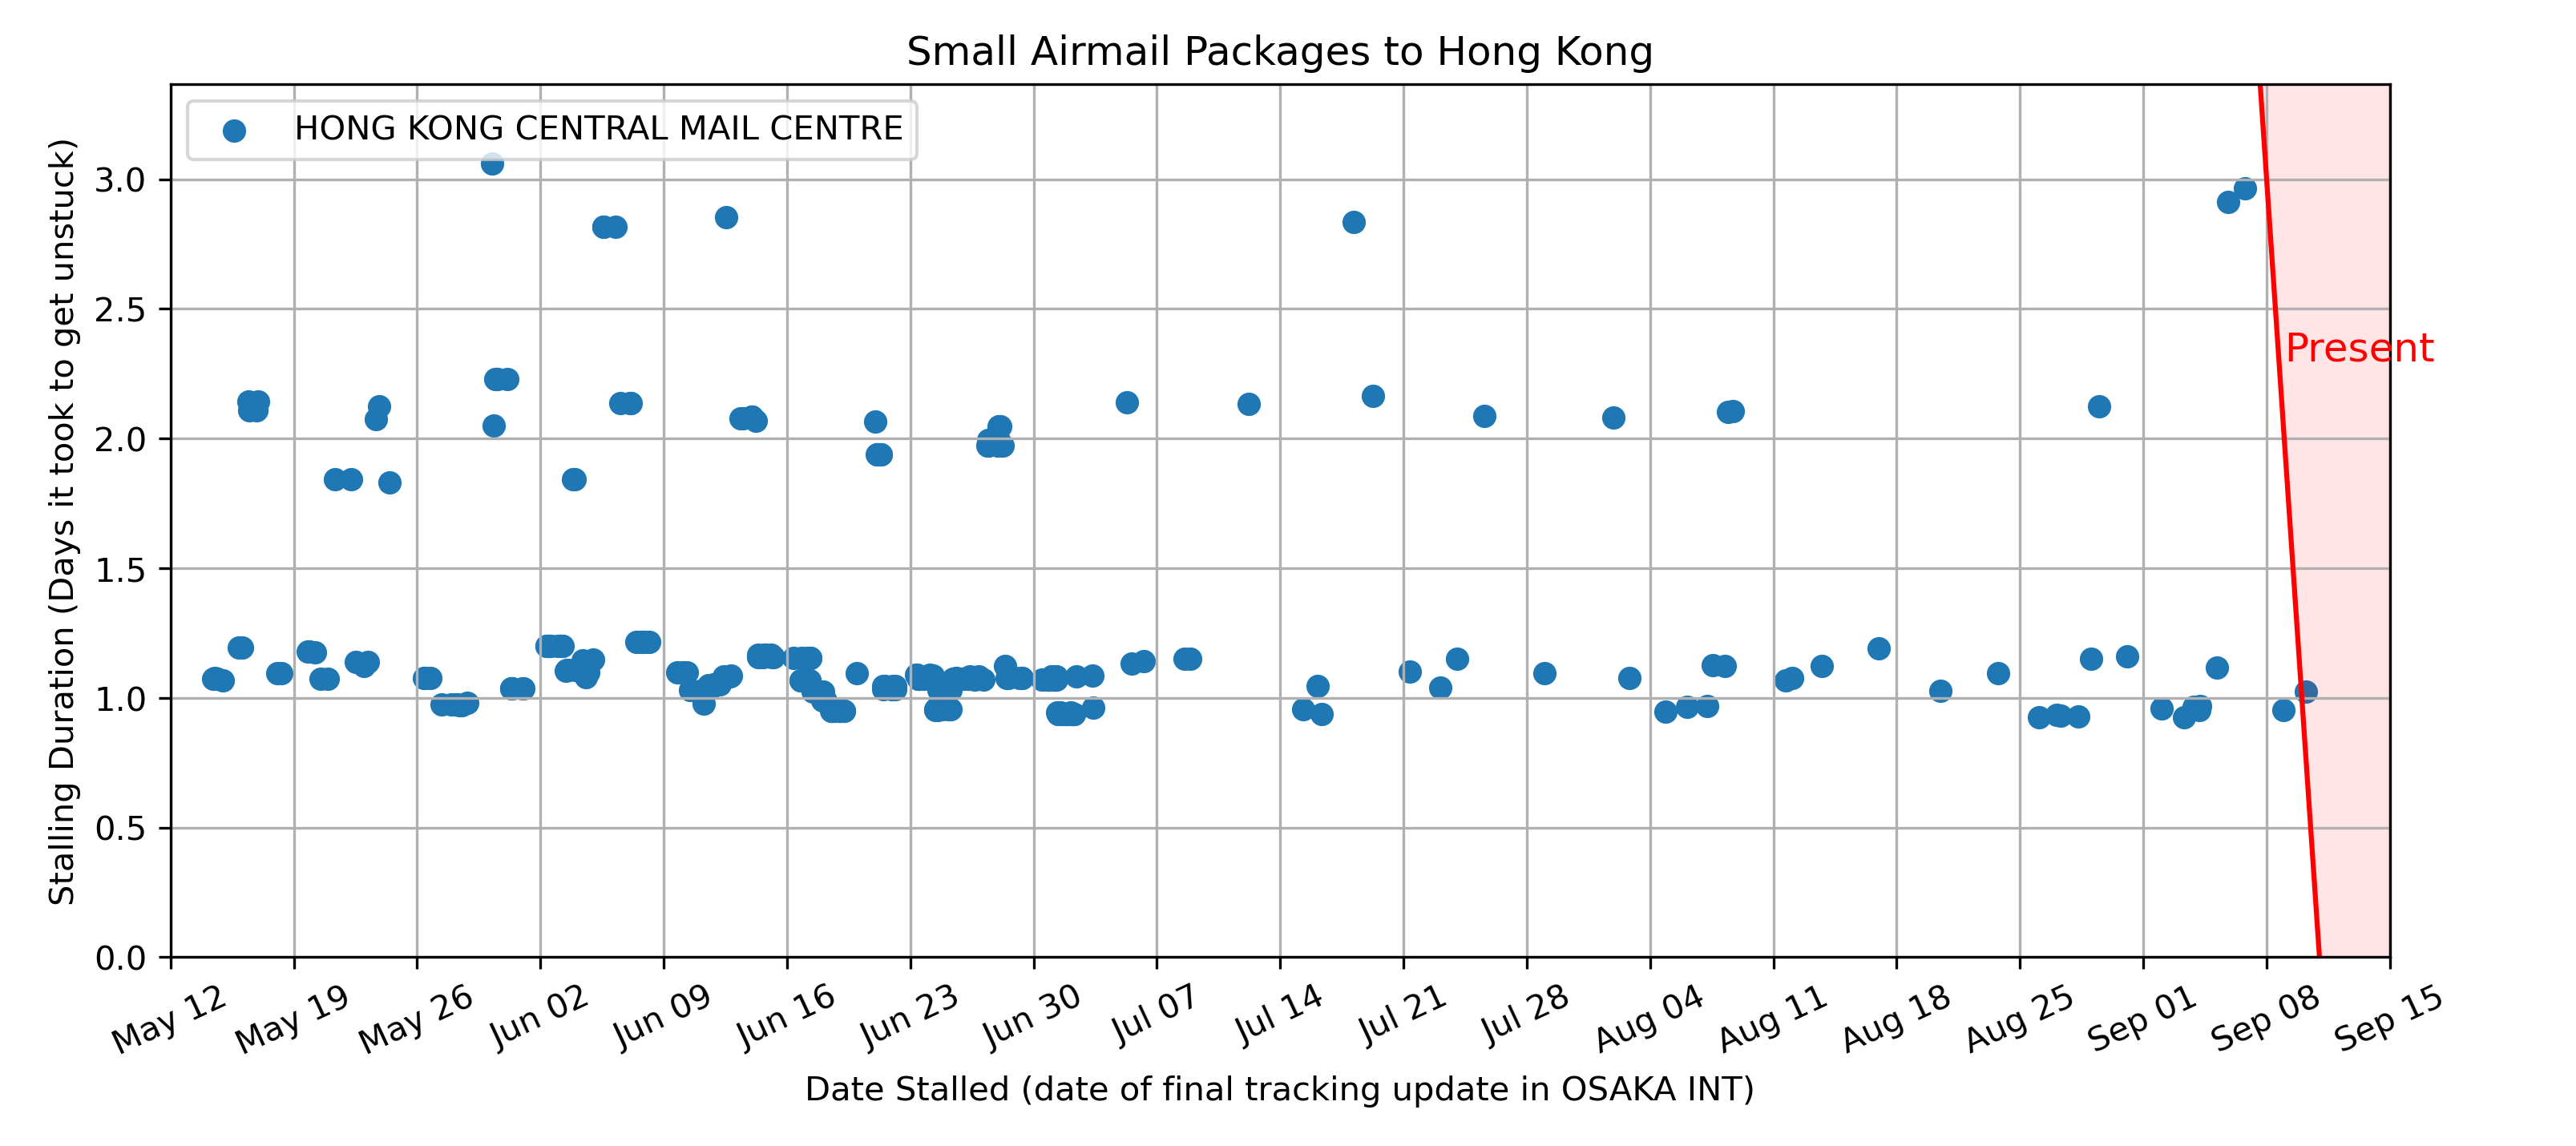 Small Airmail Packages to Hong Kong
HONG KONG CENTRAL MAIL CENTRE
Stalling Duration (Days it took to get unstuck)
3.0
2.5
2.0
1.5
1.0
0.5
0.0
Present
May 12
May 19
May 26
Jun 02
Jun 09
Jun 16
Jun 23
Jun 30
Jul 07
Jul 14
Jul 21
Jul 28
Aug 04
Aug 11
Aug 18
Aug 25
Sep 01
Sep 08
Sep 15
Date Stalled (date of final tracking update in OSAKA INT)